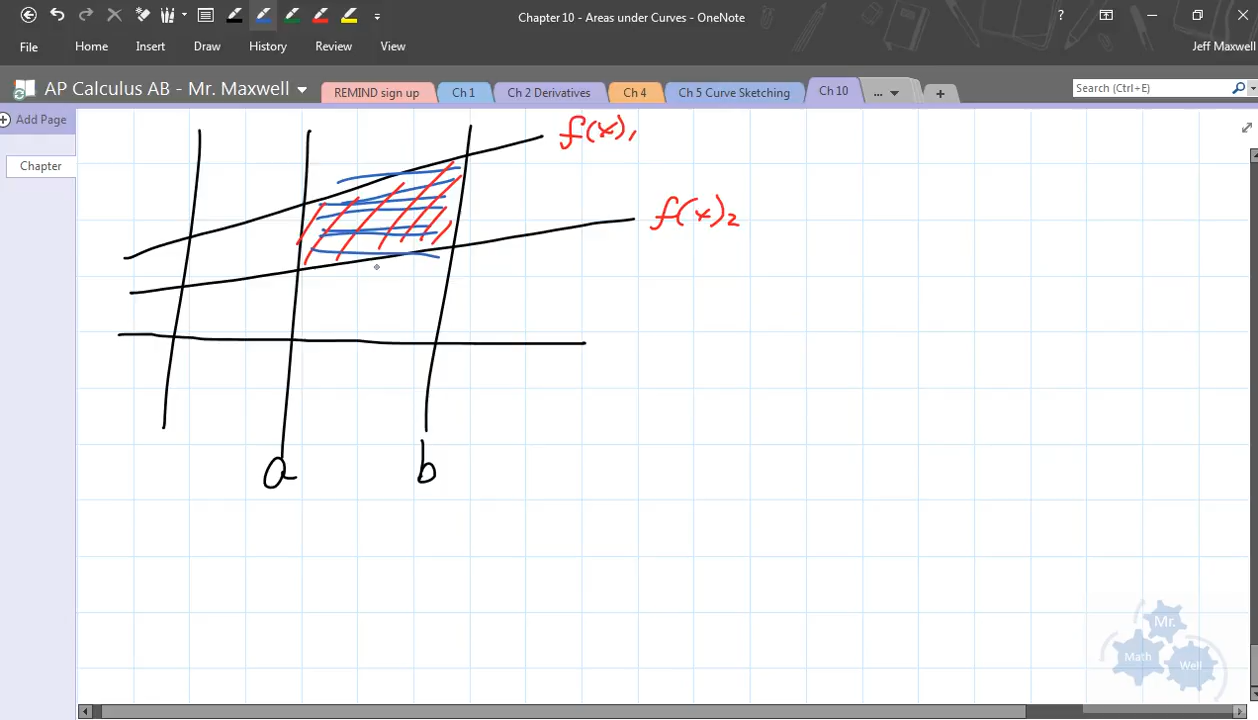 Chapter 10 - Areas under Curves - OneNote
?
File Home Insert Draw History Review View
Jeff Maxwell
AP Calculus AB - Mr. Maxwell
REMIND sign up
Ch 1
Ch 2 Derivatives
Ch 4
Ch 5 Curve Sketching
Ch 10
...
Search (Ctrl+E)
Add Page
Chapter
f(x)₁
f(x)₂
a
b
Mr.
Math
Well